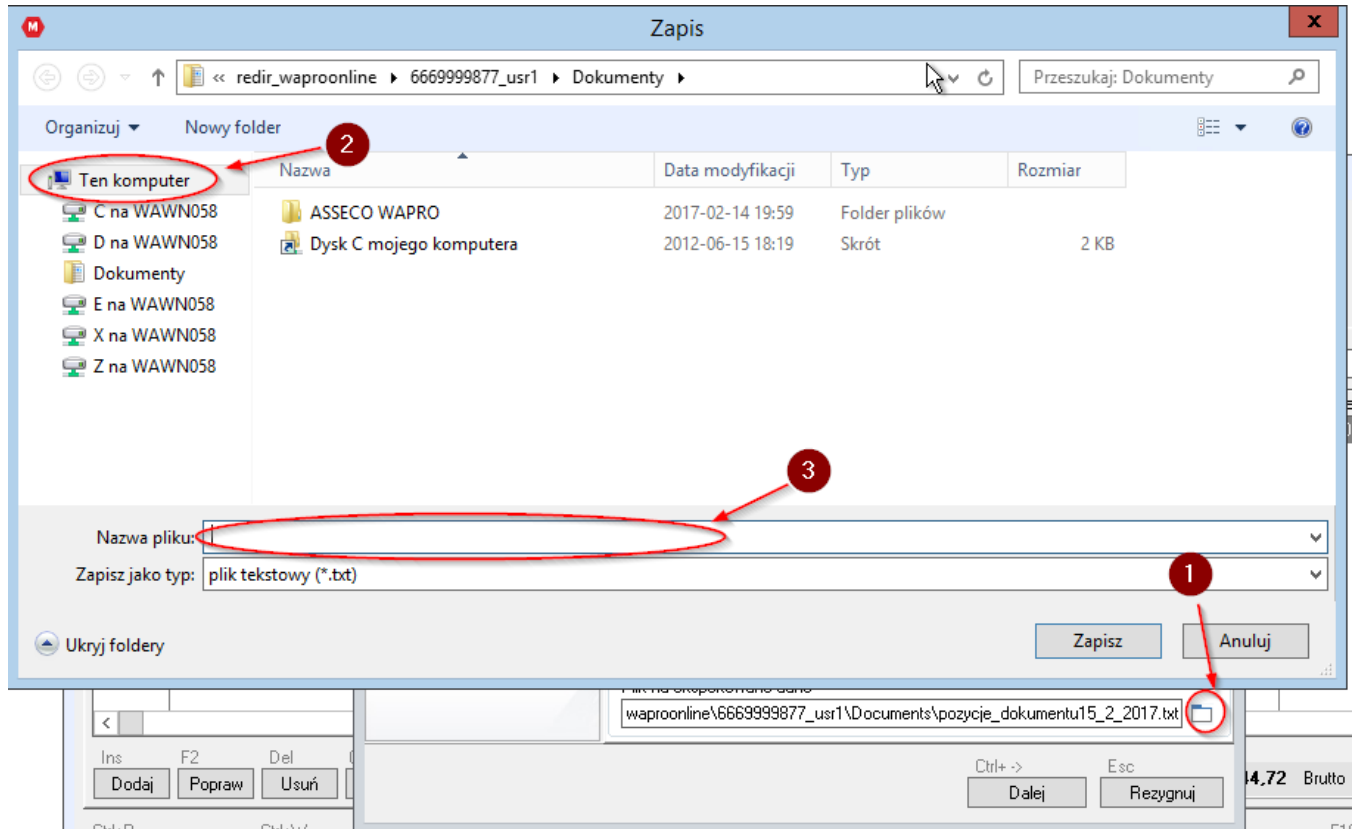 M
Zapis
« redir_waproonline 6669999877_usr1 Dokumenty
Przeszukaj: Dokumenty
Organizuj Nowy folder
2
Ten komputer
Nazwa Data modyfikacji Typ Rozmiar
C na WAWN058
ASSECO WAPRO 2017-02-14 19:59 Folder plików
D na WAWN058
Dysk C mojego komputera 2012-06-15 18:19 Skrót 2 KB
Dokumenty
E na WAWN058
X na WAWN058
Z na WAWN058
3
Nazwa pliku:
Zapisz jako typ: plik tekstowy (*.txt)
1
Ukryj foldery
Zapisz Anuluj
waproonline\6669999877_usr1\Documents\pozycje_dokumentu15_2_2017.txt
Ins F2 Del
Dodaj Popraw Usuń
Ctrl+ -> Esc
Dalej Rezygnuj
44,72 Brutto